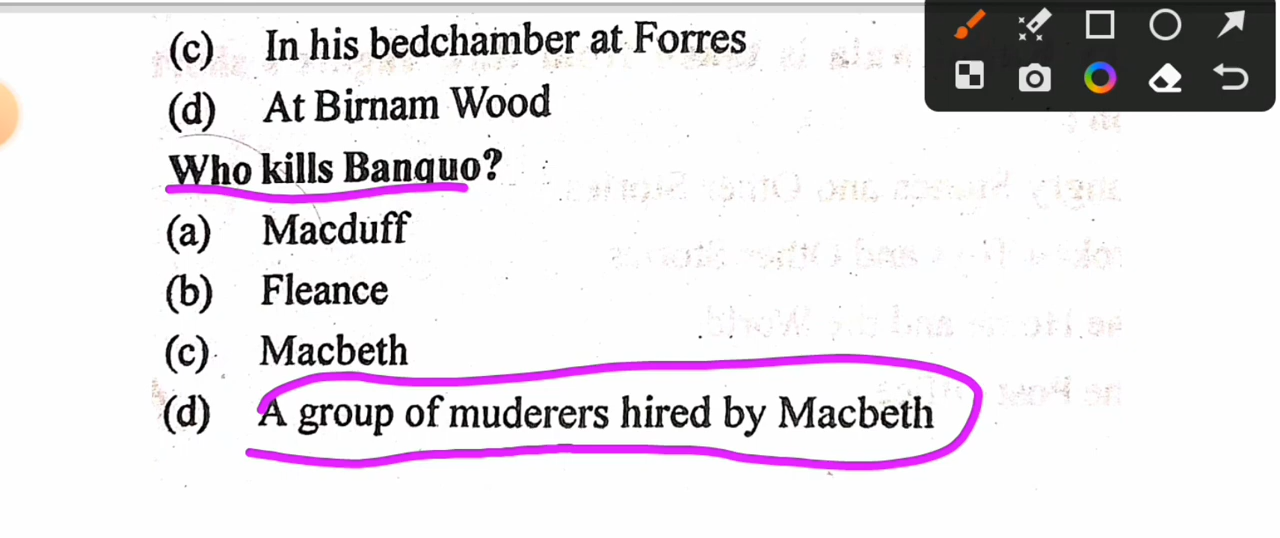 (c) In his bedchamber at Forres
(d) At Birnam Wood
Who kills Banquo?
(a) Macduff
(b) Fleance
(c) Macbeth
(d) A group of muderers hired by Macbeth